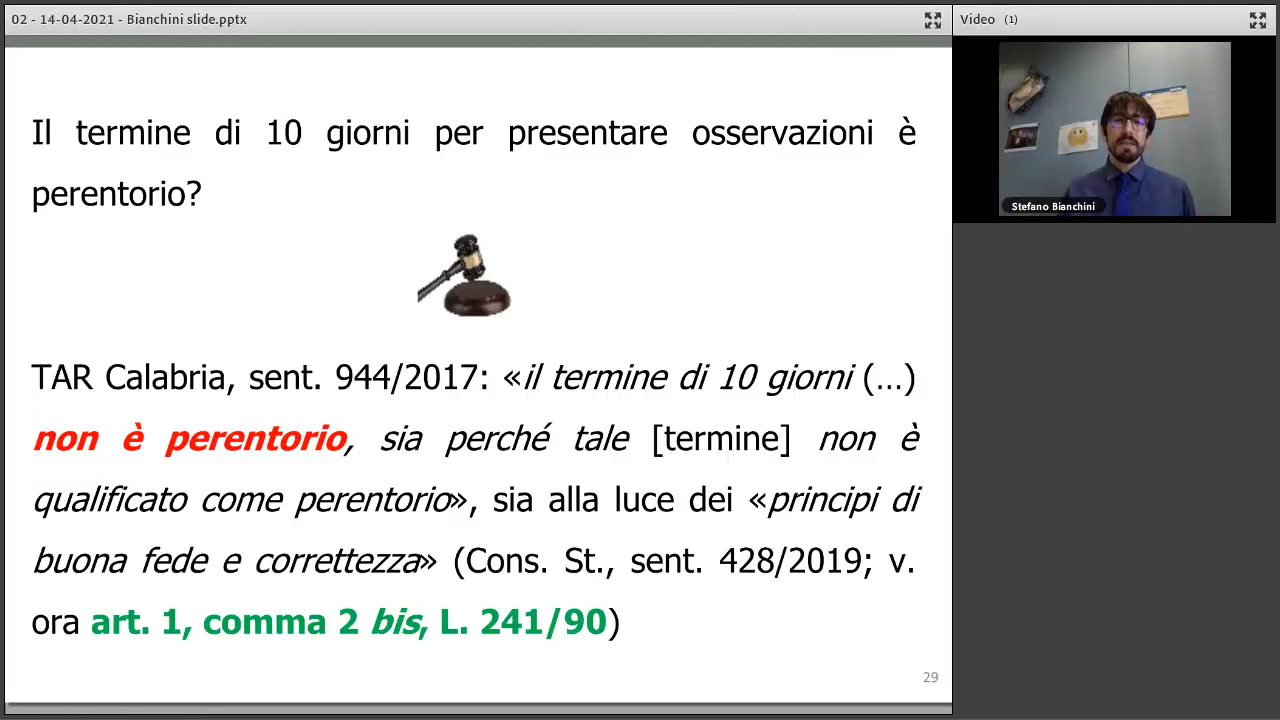 02 - 14-04-2021 - Bianchini slide.pptx
Video (1)
Il termine di 10 giorni per presentare osservazioni è
perentorio?
TAR Calabria, sent. 944/2017: «il termine di 10 giorni (…)
non è perentorio, sia perché tale [termine] non è
qualificato come perentorio», sia alla luce dei «principi di
buona fede e correttezza» (Cons. St., sent. 428/2019; v.
ora art. 1, comma 2 bis, L. 241/90)
29
Stefano Bianchini